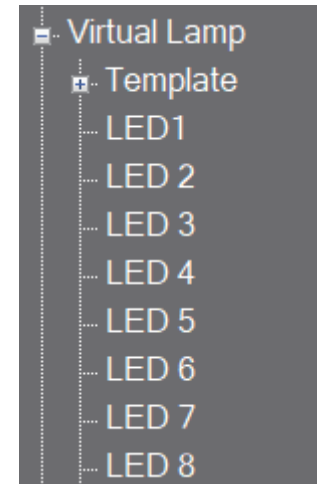 Virtual Lamp
Template
LED1
LED 2
LED 3
LED 4
LED 5
LED 6
LED 7
LED 8